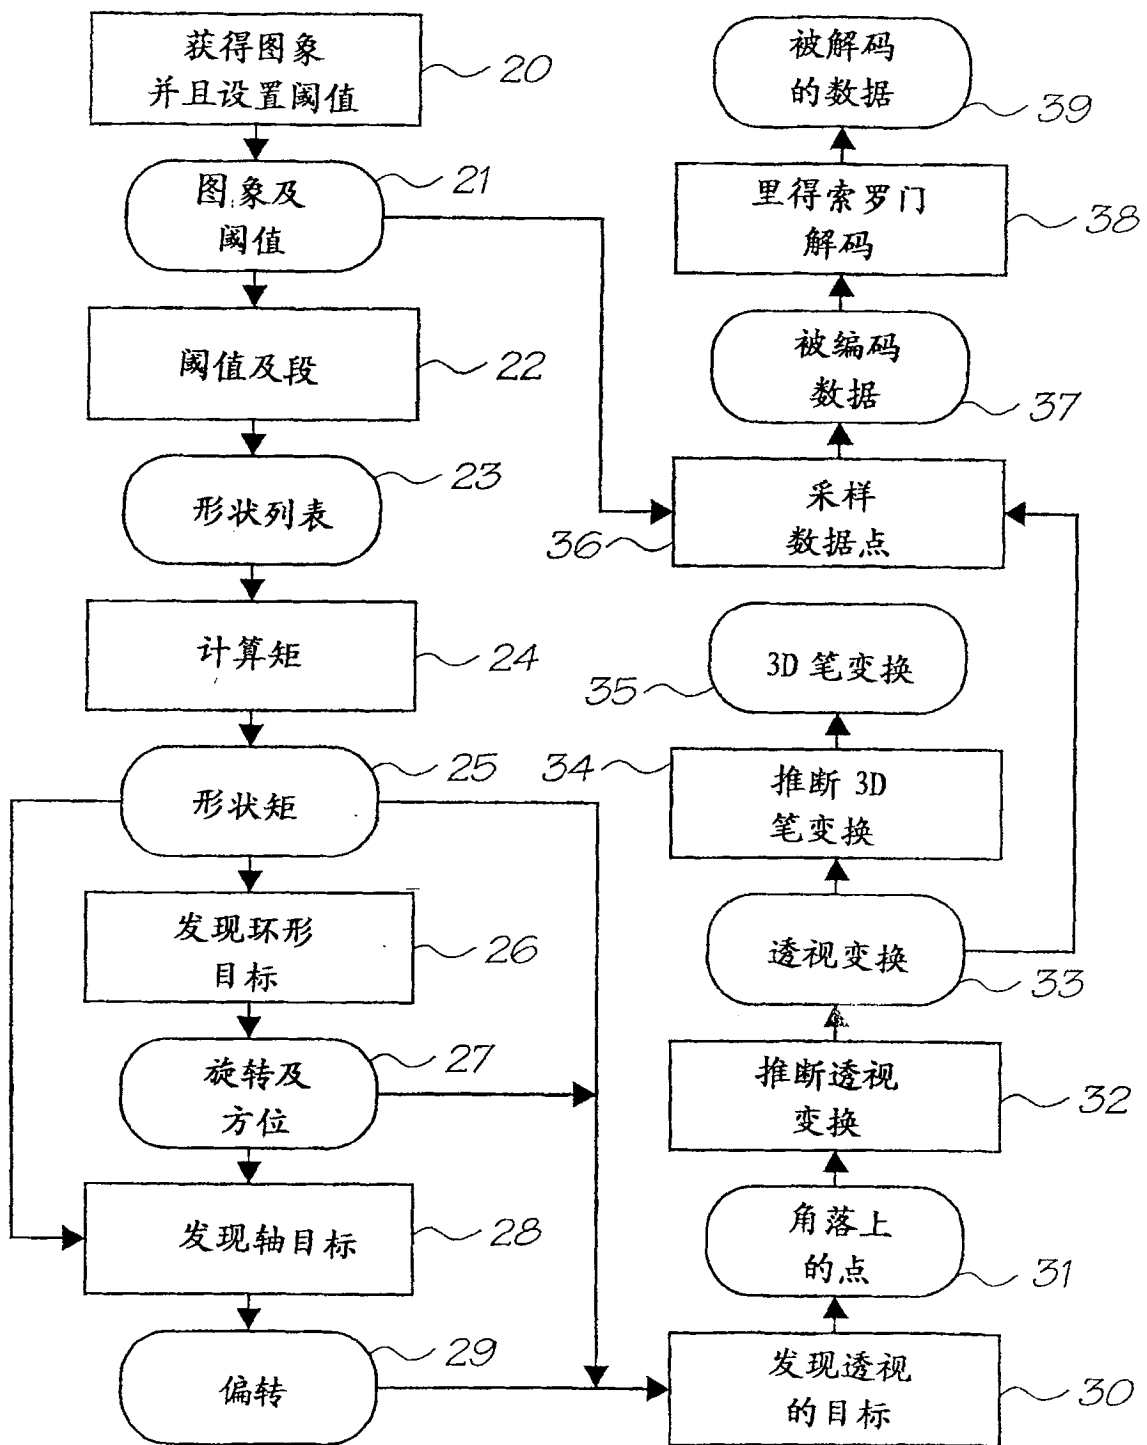 获得图象
并且设置阈值
20
图象及
阈值
21
阈值及段
22
形状列表
23
计算矩
24
形状矩
25
发现环形
目标
26
旋转及
方位
27
发现轴目标
28
偏转
29
发现透视
的目标
30
角落上
的点
31
推断透视
变换
32
透视变换
33
推断 3D
笔变换
34
3D 笔变换
35
采样
数据点
36
被编码
数据
37
里得索罗门
解码
38
被解码
的数据
39